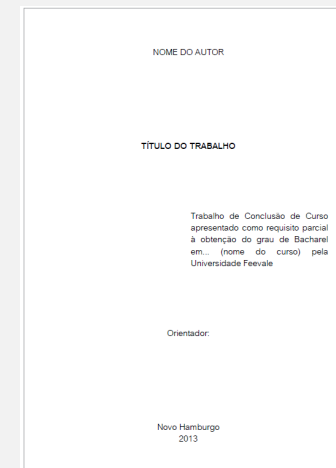 NOME DO AUTOR
TÍTULO DO TRABALHO
Trabalho de Conclusão de Curso
apresentado como requisito parcial
à obtenção do grau de Bacharel
em... (nome do curso) pela
Universidade Feevale
Orientador:
Novo Hamburgo
2013